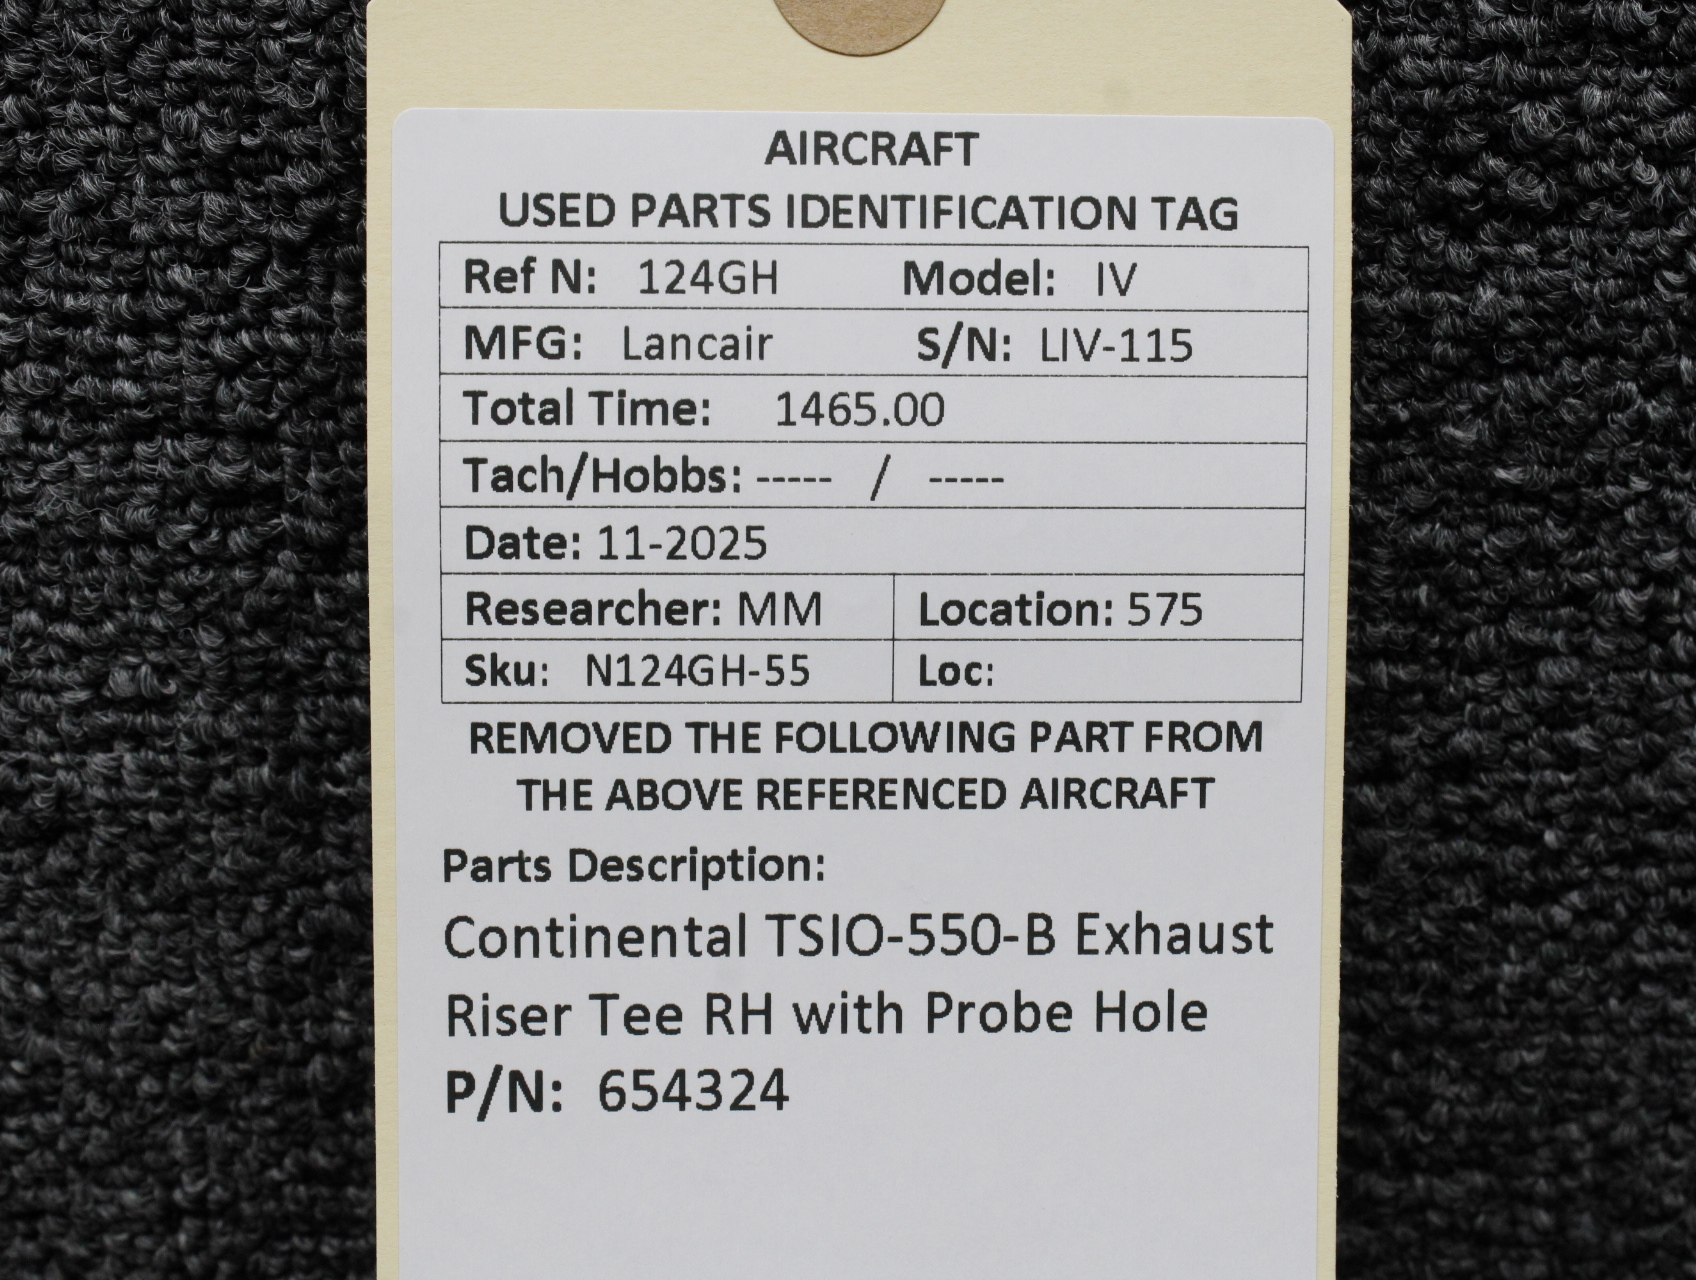 AIRCRAFT
USED PARTS IDENTIFICATION TAG
Ref N: 124GH Model: IV
MFG: Lancair S/N: LIV-115
Total Time: 1465.00
Tach/Hobbs: ----- / -----
Date: 11-2025
Researcher: MM Location: 575
Sku: N124GH-55 Loc:
REMOVED THE FOLLOWING PART FROM
THE ABOVE REFERENCED AIRCRAFT
Parts Description:
Continental TSIO-550-B Exhaust
Riser Tee RH with Probe Hole
P/N: 654324